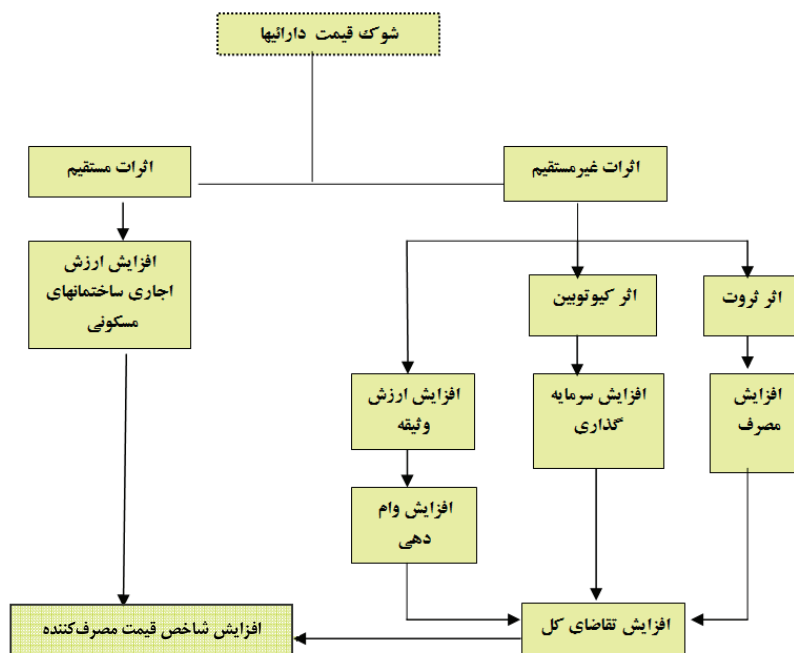 شوک قیمت دارائیها
اثرات مستقیم
اثرات غیرمستقیم
افزایش ارزش
اجاری ساختمانهای
مسکونی
اثر ثروت
اثر کیوتوبین
افزایش
مصرف
افزایش سرمایه
گذاری
افزایش ارزش
وثیقه
افزایش وام
دهی
افزایش تقاضای کل
افزایش شاخص قیمت مصرف‌کننده